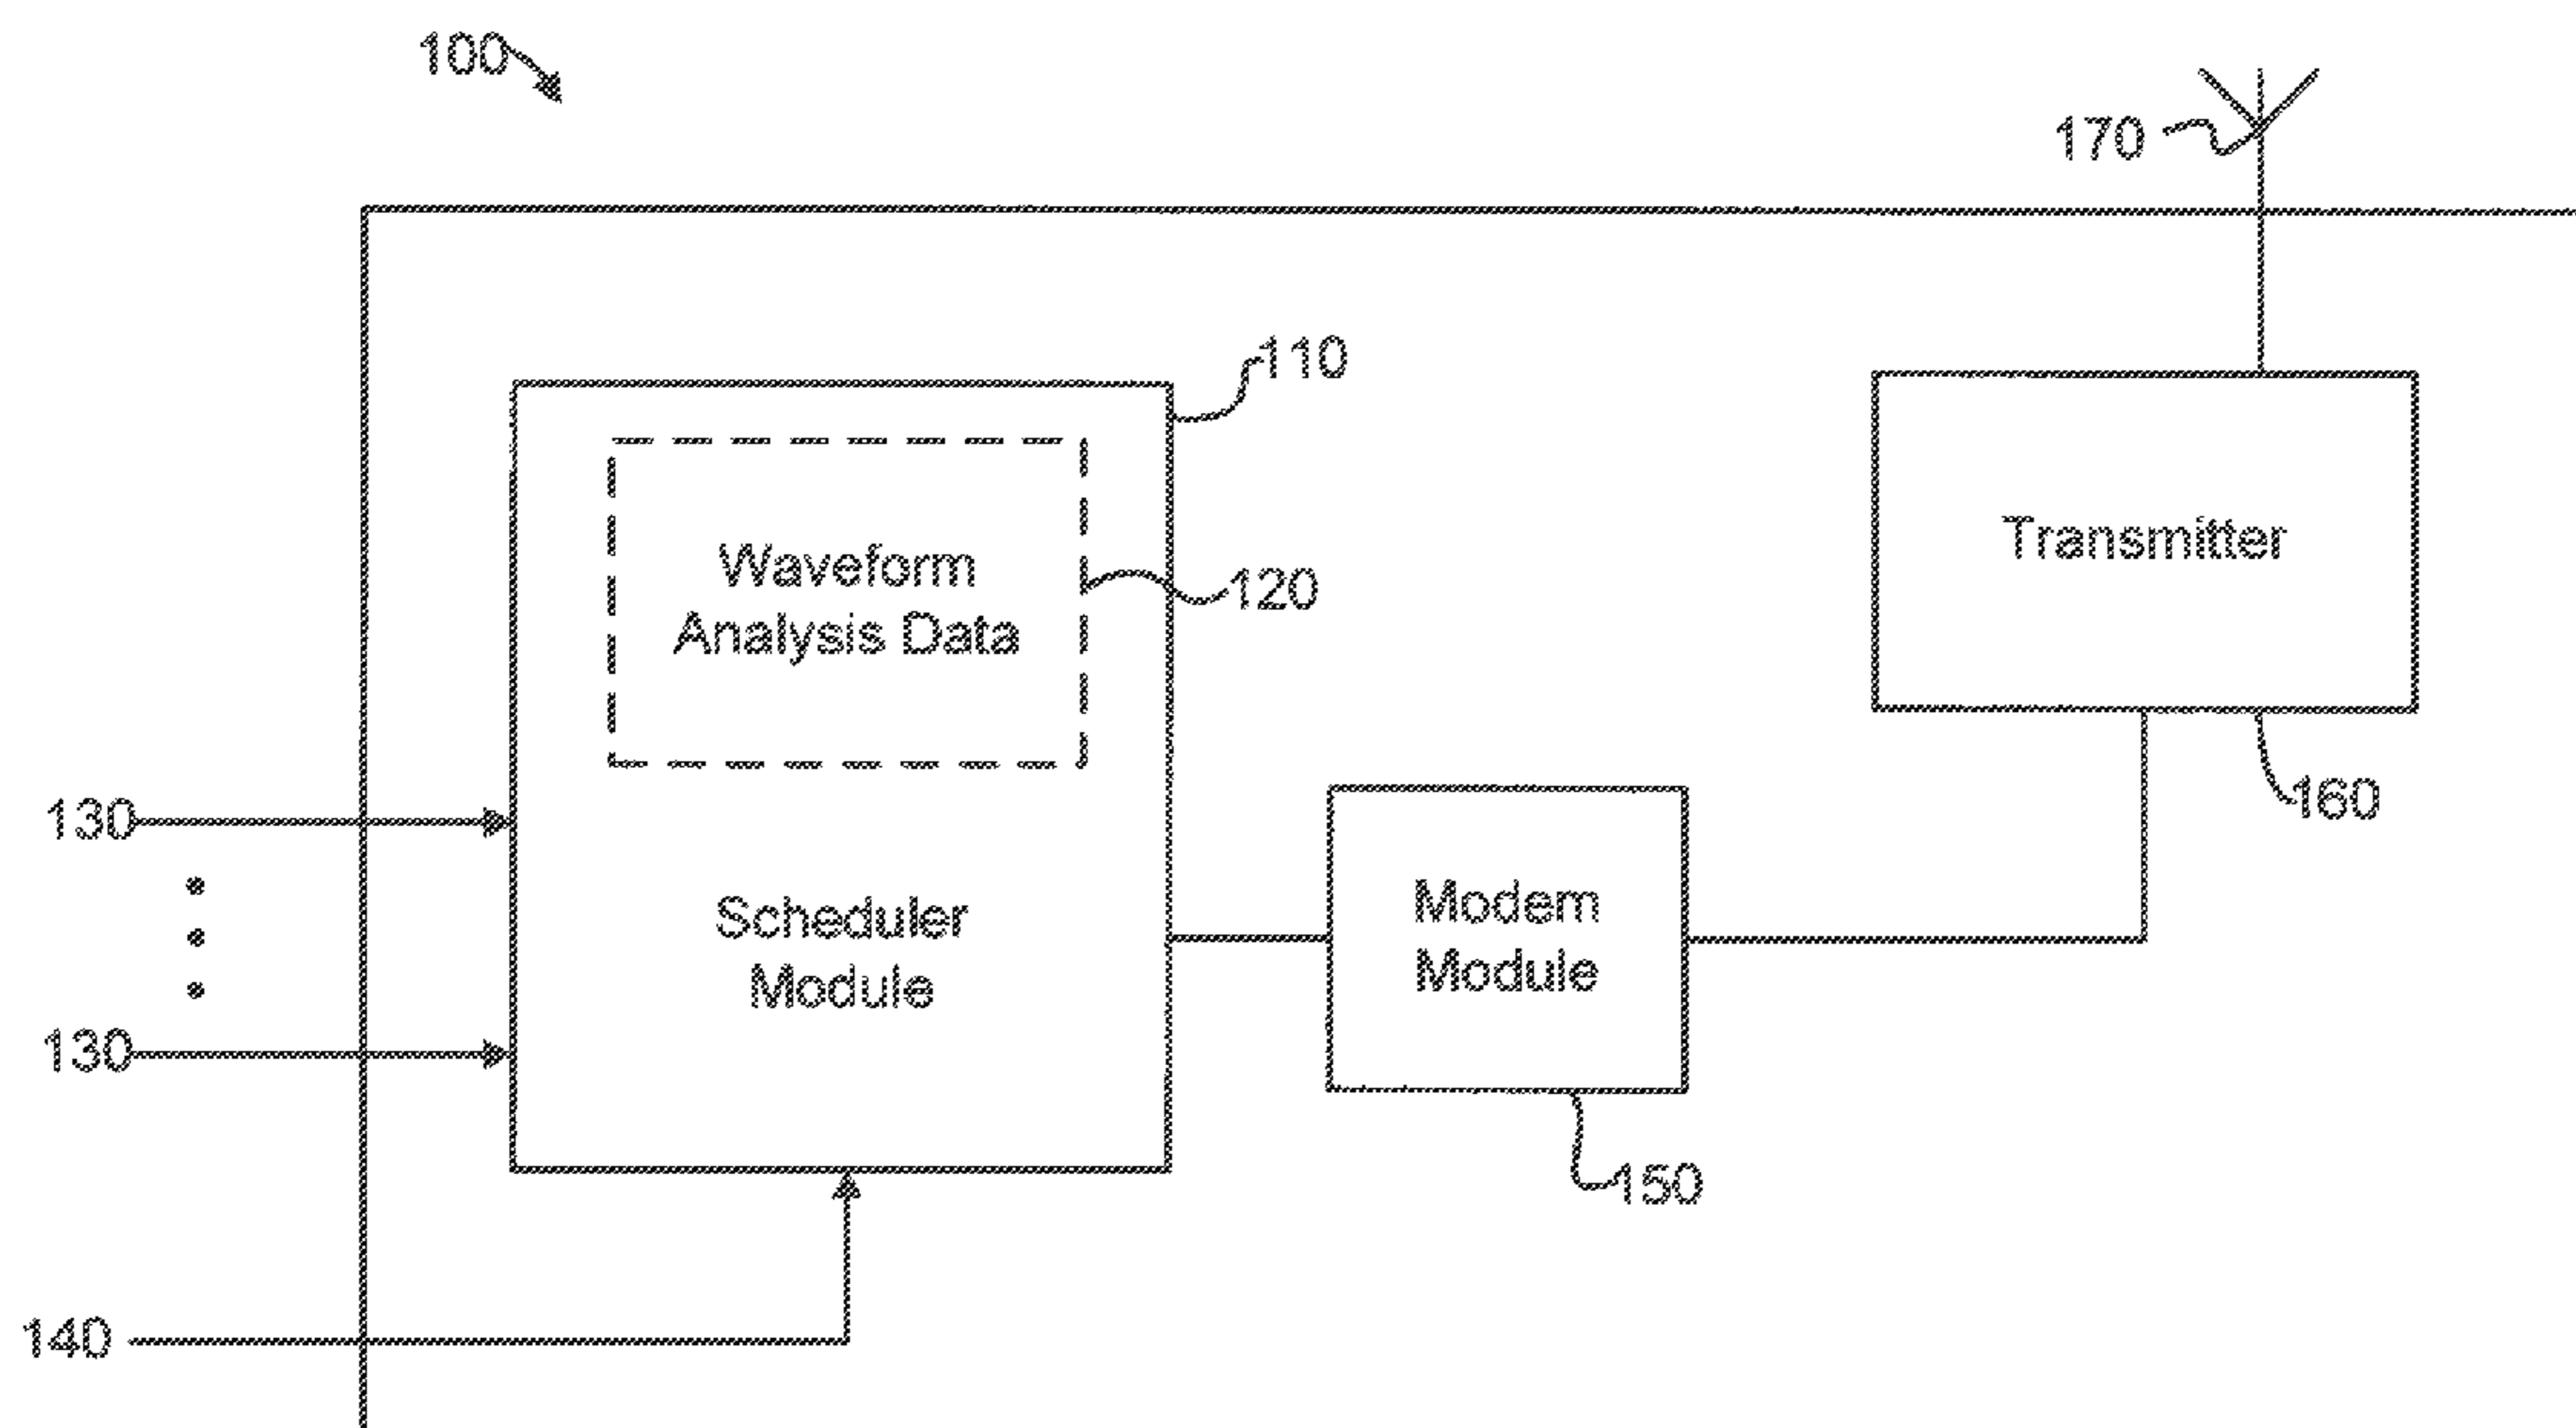 100
170
110
Transmitter
Waveform
Analysis Data
120
130
160
Modem
Module
Scheduler
Module
130
150
140